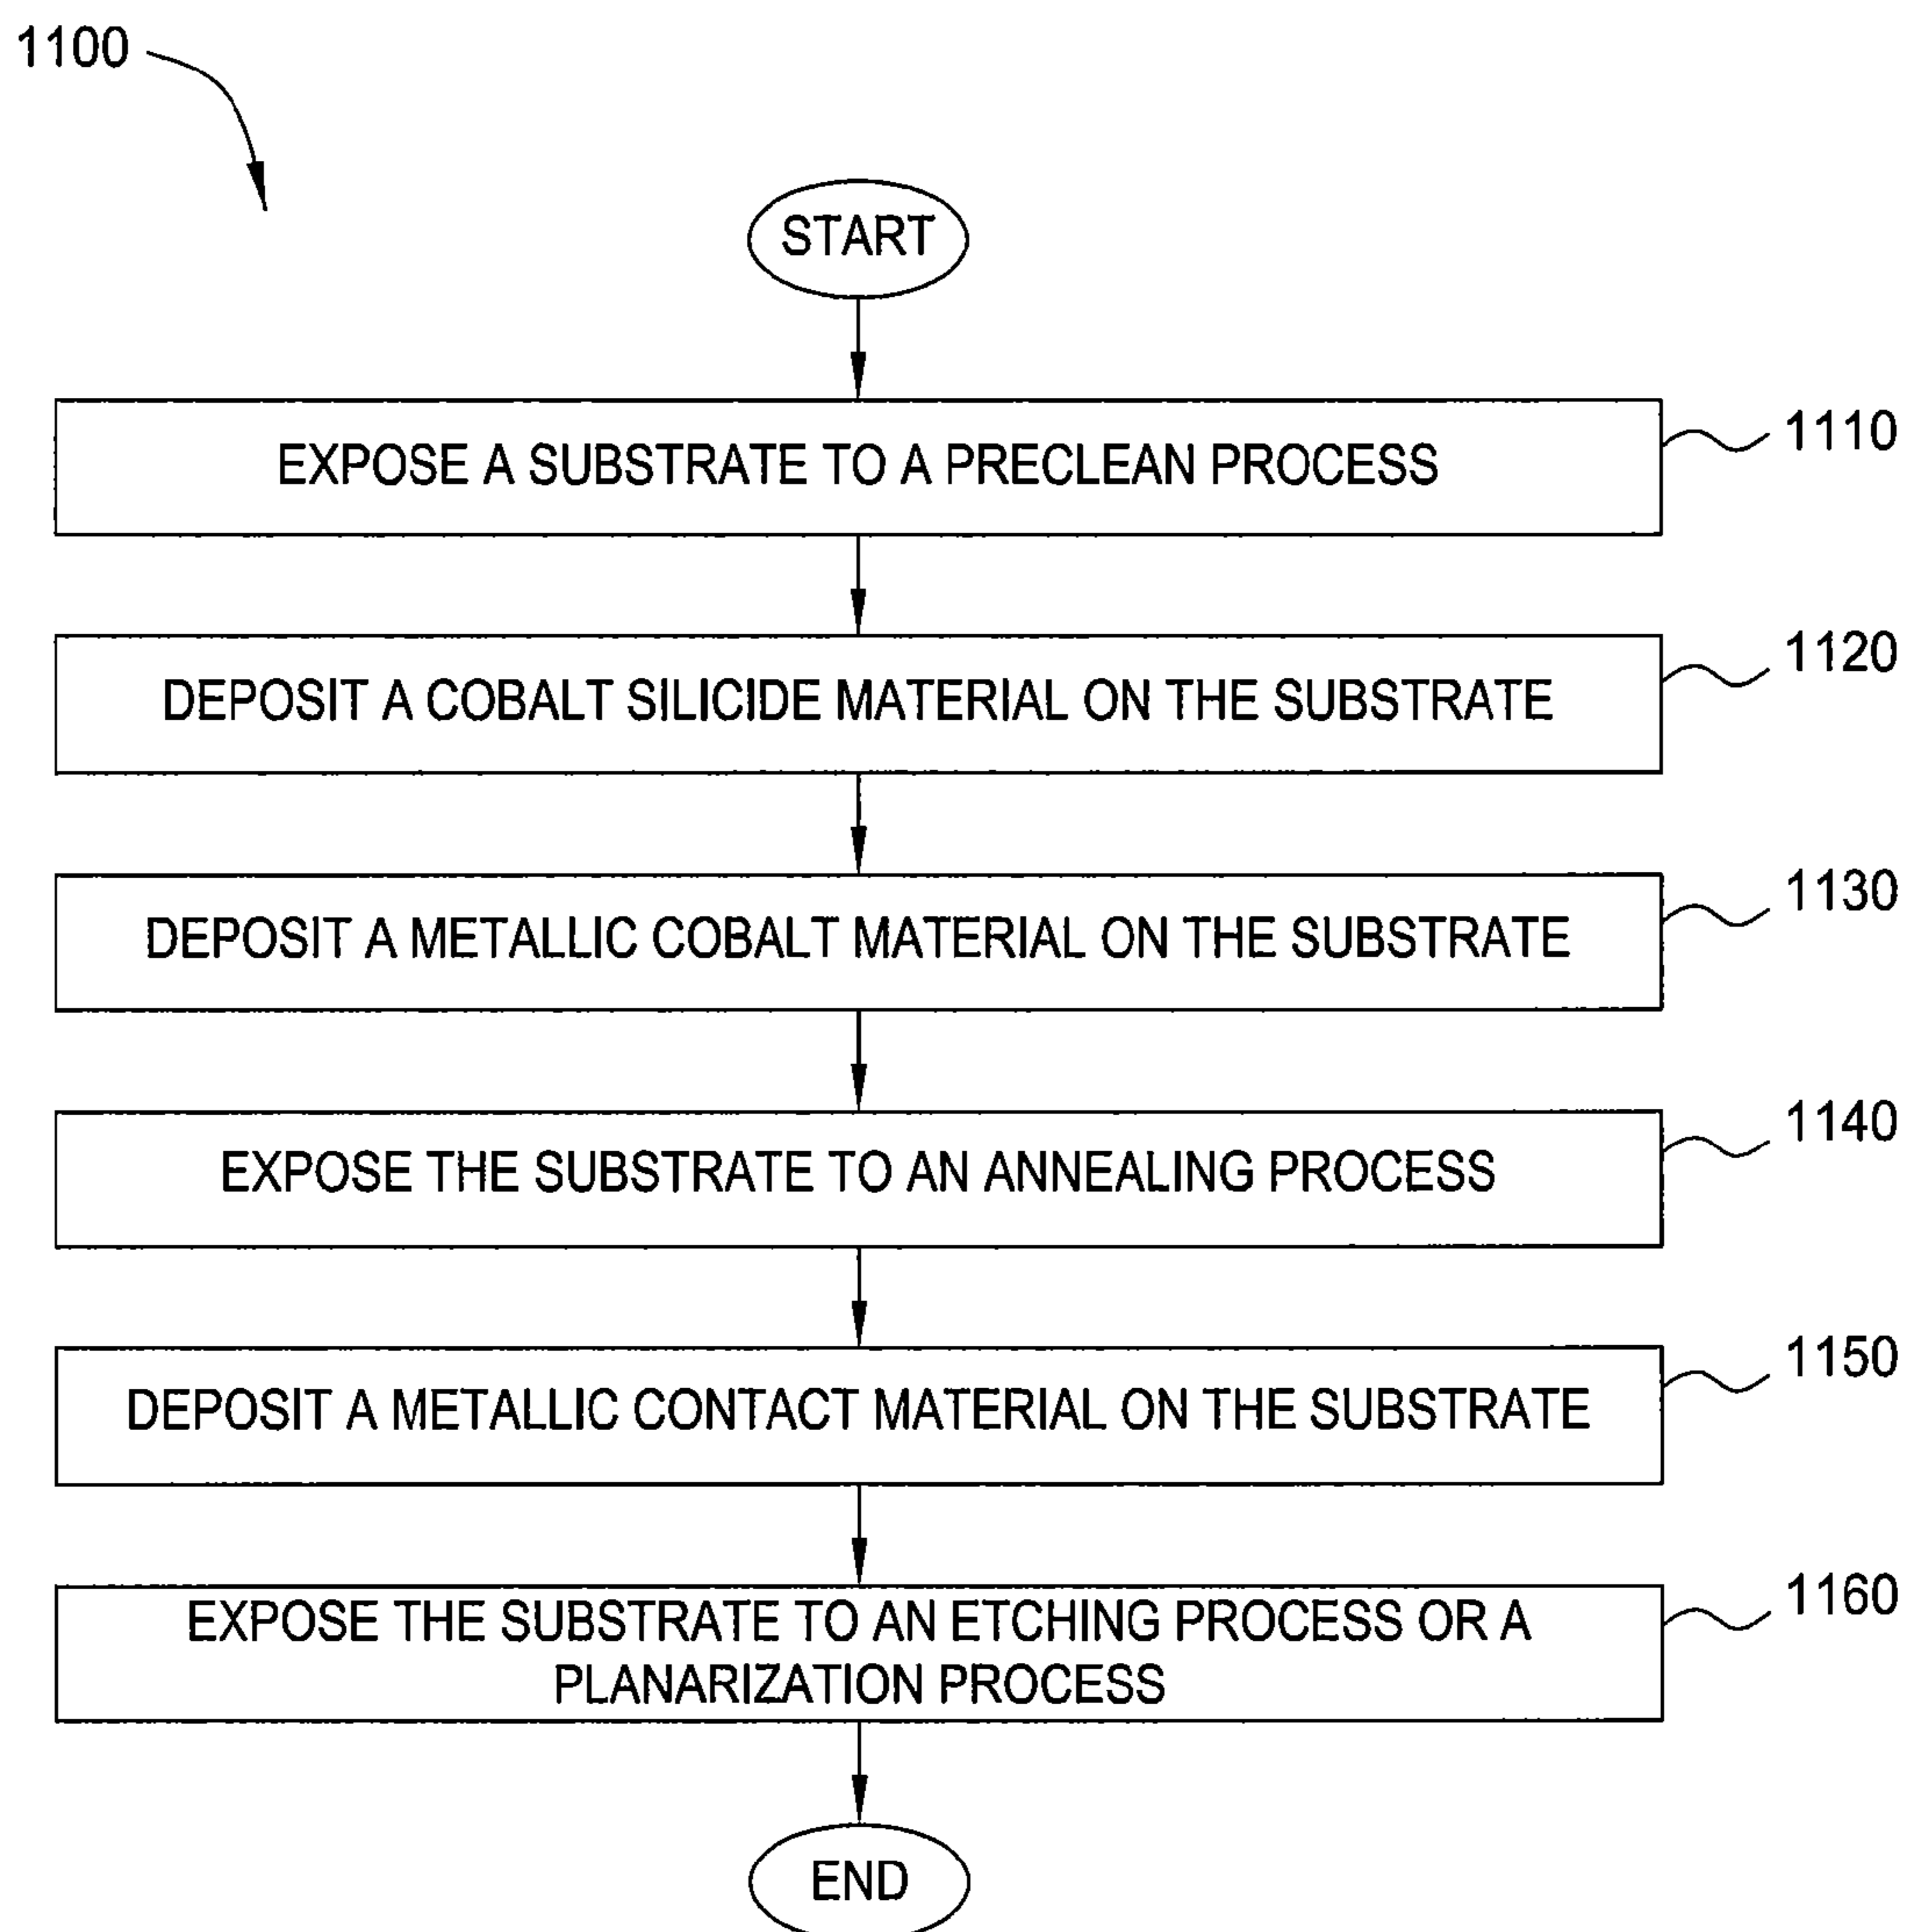 1100
START
EXPOSE A SUBSTRATE TO A PRECLEAN PROCESS
1110
DEPOSIT A COBALT SILICIDE MATERIAL ON THE SUBSTRATE
1120
DEPOSIT A METALLIC COBALT MATERIAL ON THE SUBSTRATE
1130
EXPOSE THE SUBSTRATE TO AN ANNEALING PROCESS
1140
DEPOSIT A METALLIC CONTACT MATERIAL ON THE SUBSTRATE
1150
EXPOSE THE SUBSTRATE TO AN ETCHING PROCESS OR A
PLANARIZATION PROCESS
1160
END